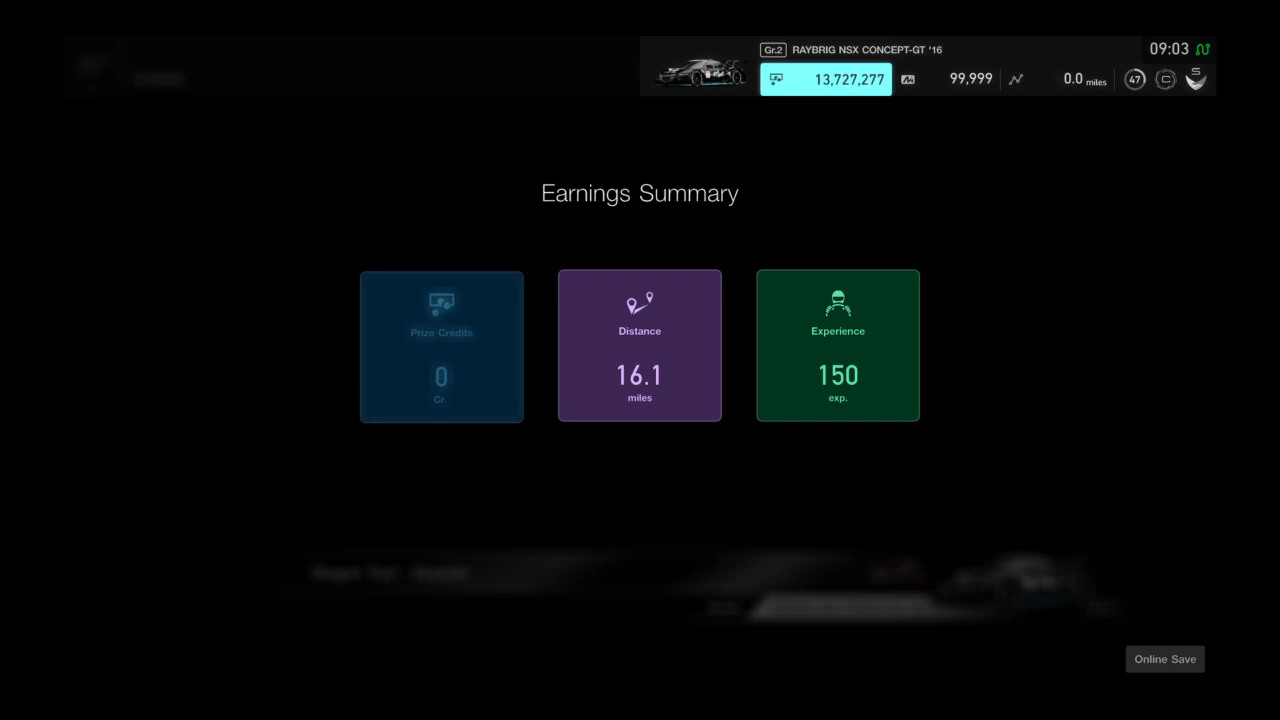 Gr.2 RAYBRIG NSX CONCEPT-GT '16
09:03
13,727,277
99,999
0.0 miles
47
C
S
Earnings Summary
Prize Credits
0
Cr.
Distance
16.1
miles
Experience
150
exp.
Online Save